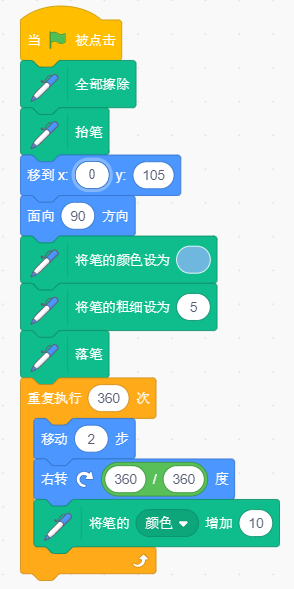 当 被点击
全部擦除
抬笔
移到 x: 0 y: 105
面向 90 方向
将笔的颜色设为
将笔的粗细设为 5
落笔
重复执行 360 次
移动 2 步
右转 360 / 360 度
将笔的 颜色 增加 10